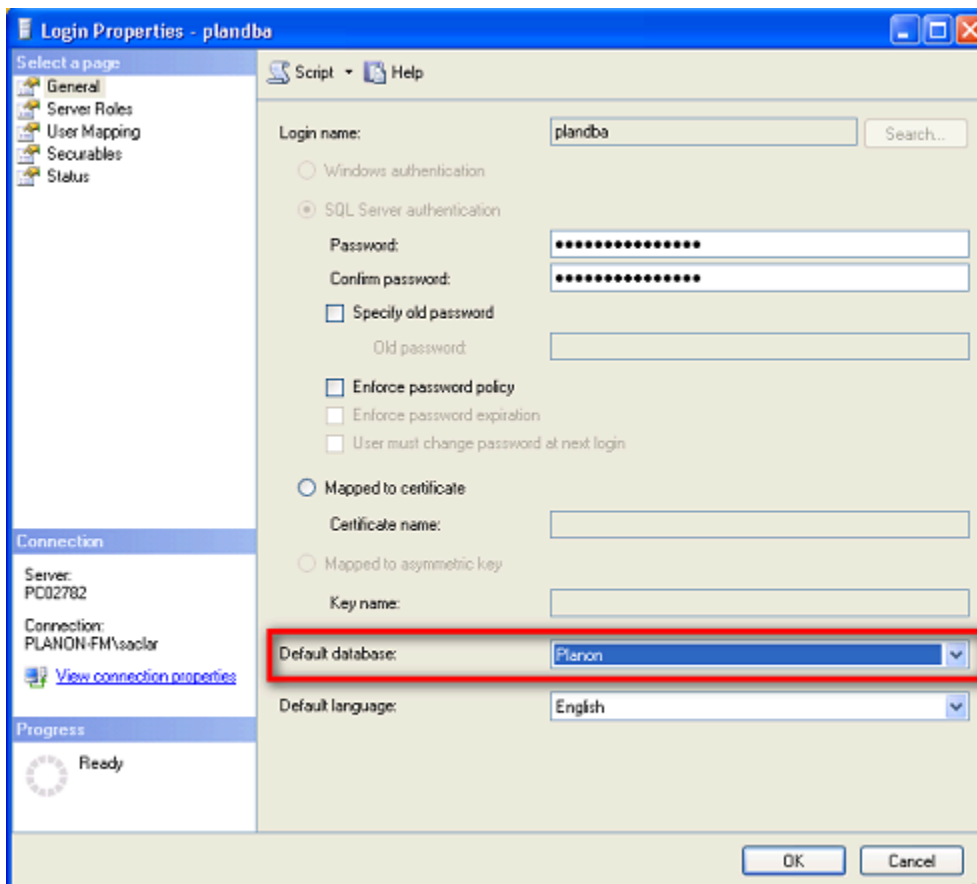 Login Properties - plandba
Select a page
General
Server Roles
User Mapping
Securables
Status
Script Help
Login name: plandba Search...
Windows authentication
SQL Server authentication
Password: •••••••••••••••
Confirm password: •••••••••••••••
Specify old password
Old password:
Enforce password policy
Enforce password expiration
User must change password at next login
Mapped to certificate
Certificate name:
Mapped to asymmetric key
Key name:
Default database: Planon
Default language: English
Connection
Server:
PC02782
Connection:
PLANON-FM\saclar
View connection properties
Progress
Ready
OK Cancel